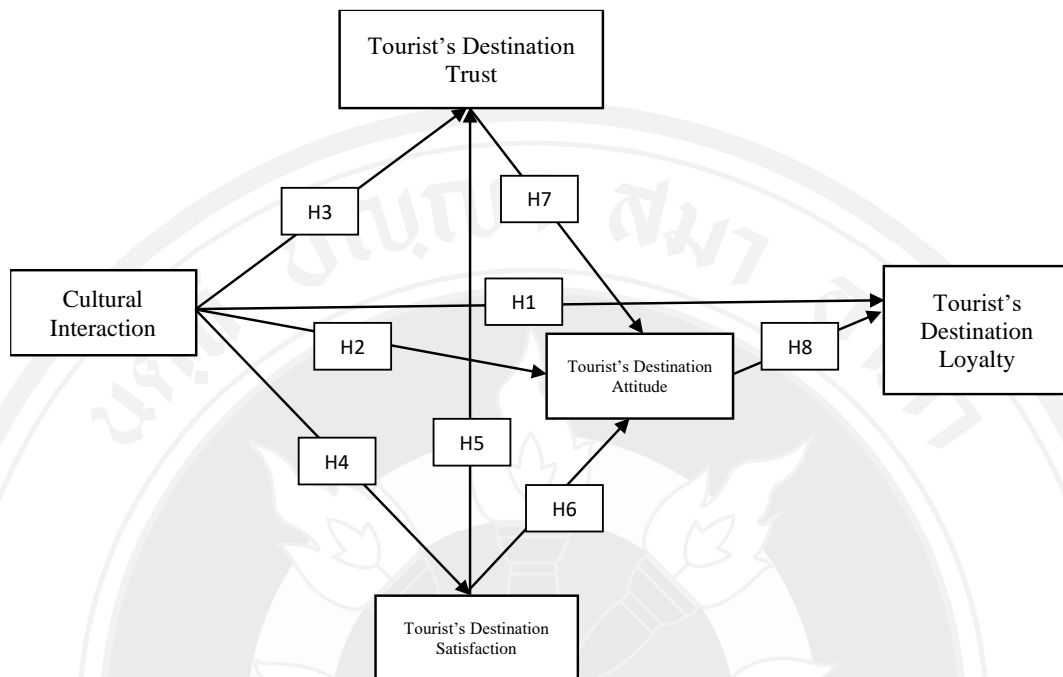 Tourist’s Destination
Trust
H3
H7
Cultural
Interaction
H1
Tourist’s
Destination
Loyalty
H2
Tourist’s Destination
Attitude
H8
H4
H5
H6
Tourist’s Destination
Satisfaction